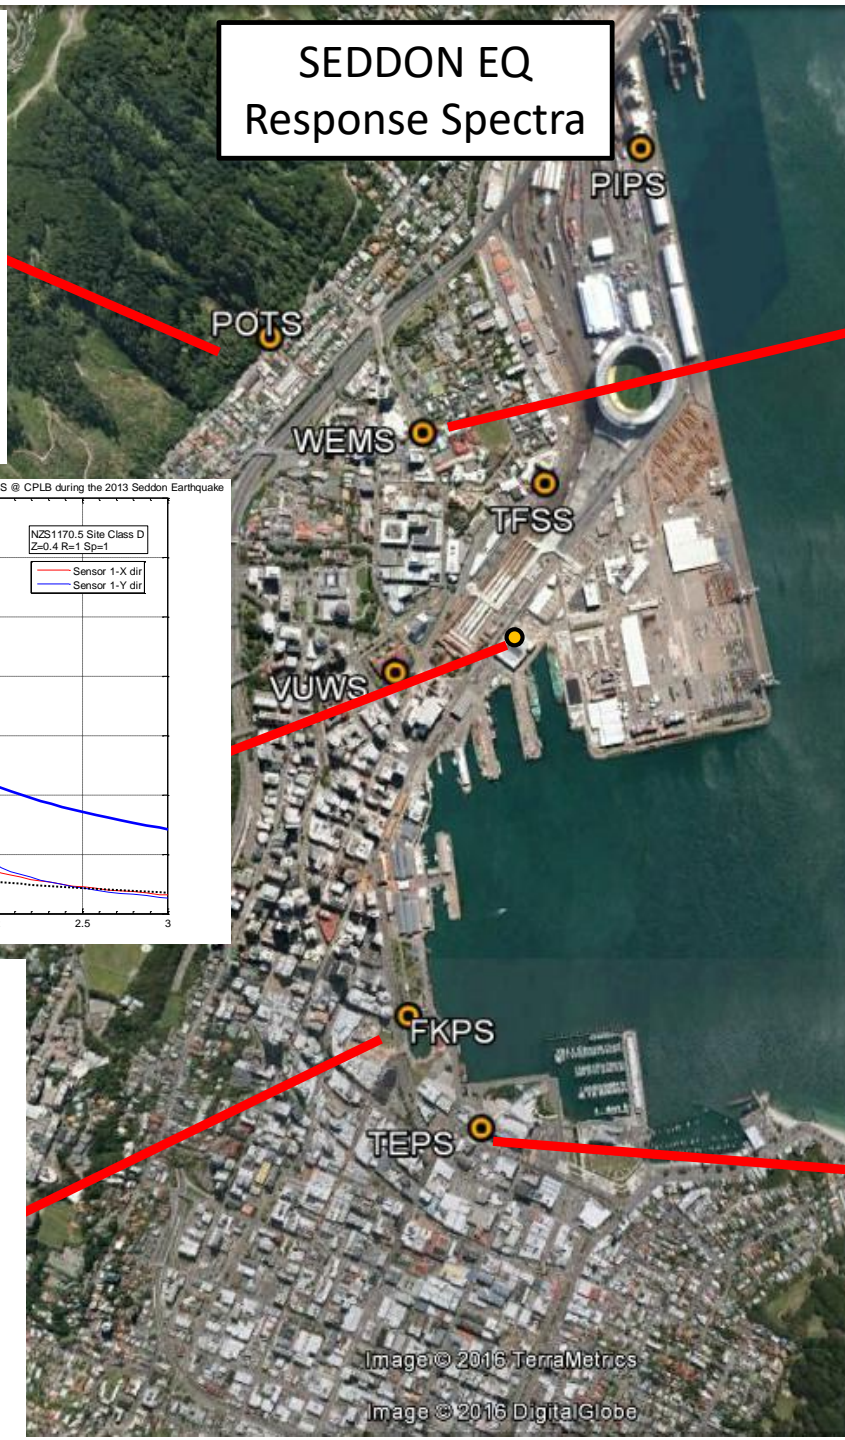 SEDDON EQ
Response Spectra
PIPS
POTS
WEMS
S @ CPLB during the 2013 Seddon Earthquake
TFSS
NZS1170.5 Site Class D
Z=0.4 R=1 Sp=1
Sensor 1-X dir
Sensor 1-Y dir
VUWS
2.5
3
FKPS
TEPS
Image © 2016 TerraMetrics
Image © 2016 DigitalGlobe